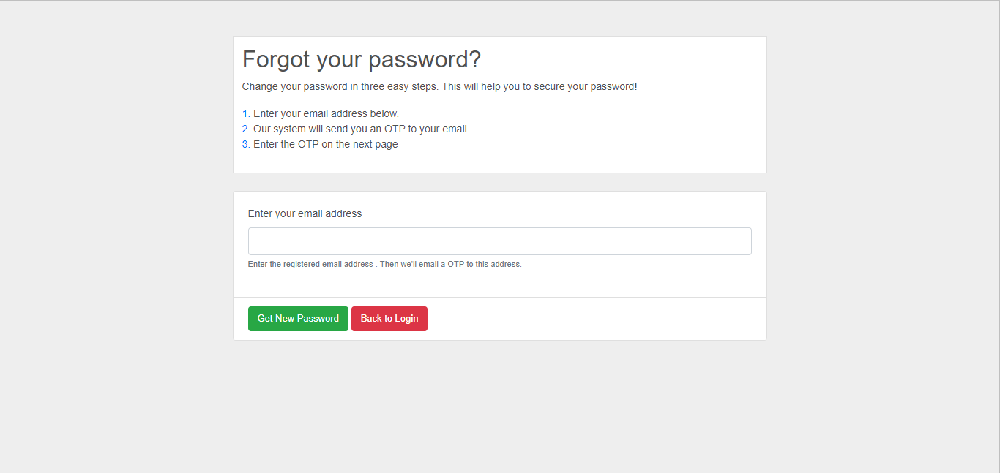 Forgot your password?
Change your password in three easy steps. This will help you to secure your password!
1. Enter your email address below.
2. Our system will send you an OTP to your email
3. Enter the OTP on the next page
Enter your email address
Enter the registered email address . Then we'll email a OTP to this address.
Get New Password Back to Login